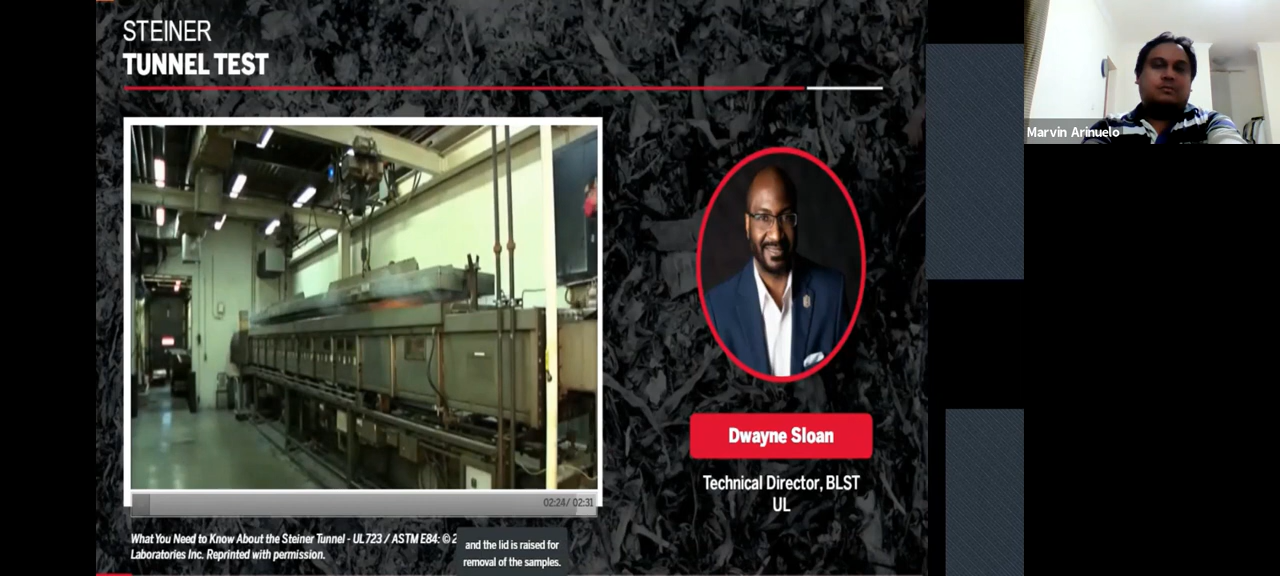 STEINER
TUNNEL TEST
Marvin Arinuelo
Dwayne Sloan
Technical Director, BLST
UL
02:24/ 02:31
What You Need to Know About the Steiner Tunnel - UL 723 / ASTM E84: © 2
Laboratories Inc. Reprinted with permission.
and the lid is raised for
removal of the samples.